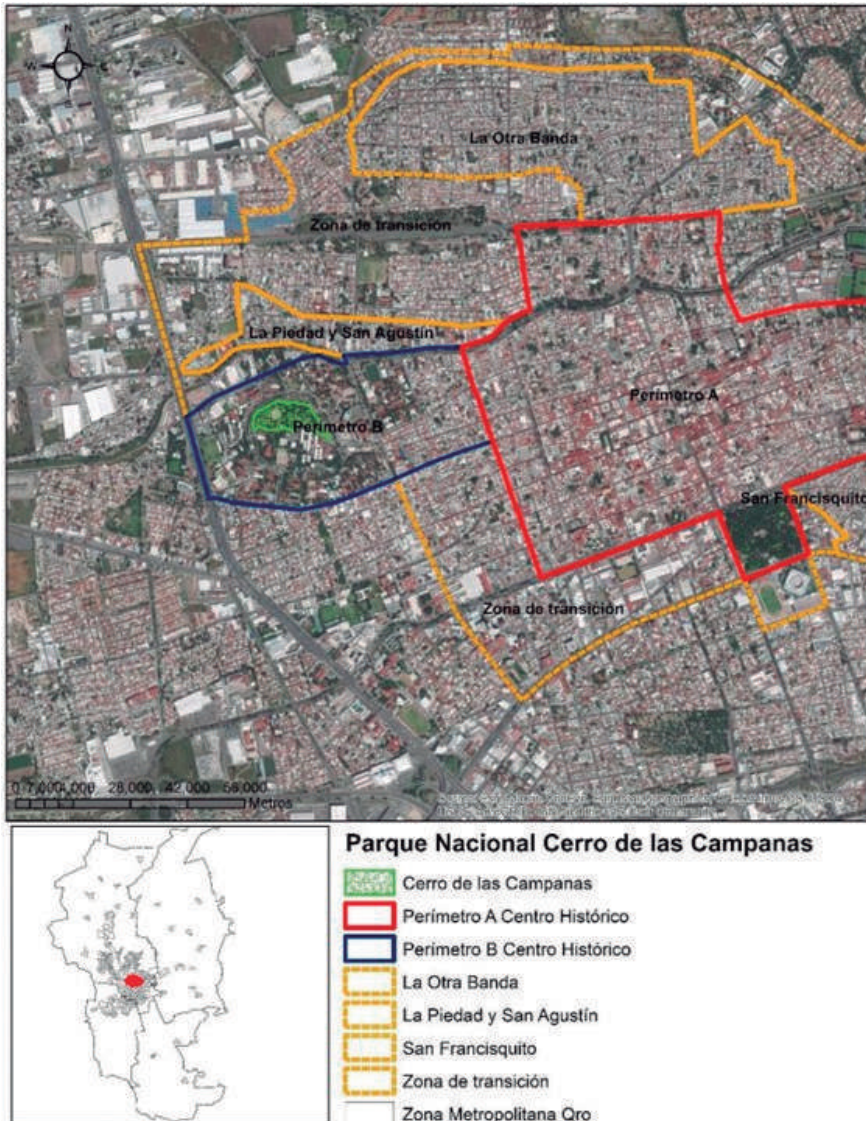 N
W
E
S
La Otra Banda
Zona de transición
La Piedad y San Agustín
Perímetro A
Perímetro B
San Francisquito
Zona de transición
0 7,000 14,000 28,000 42,000 56,000
Metros
Parque Nacional Cerro de las Campanas
Cerro de las Campanas
Perímetro A Centro Histórico
Perímetro B Centro Histórico
La Otra Banda
La Piedad y San Agustín
San Francisquito
Zona de transición
Zona Metropolitana Qro